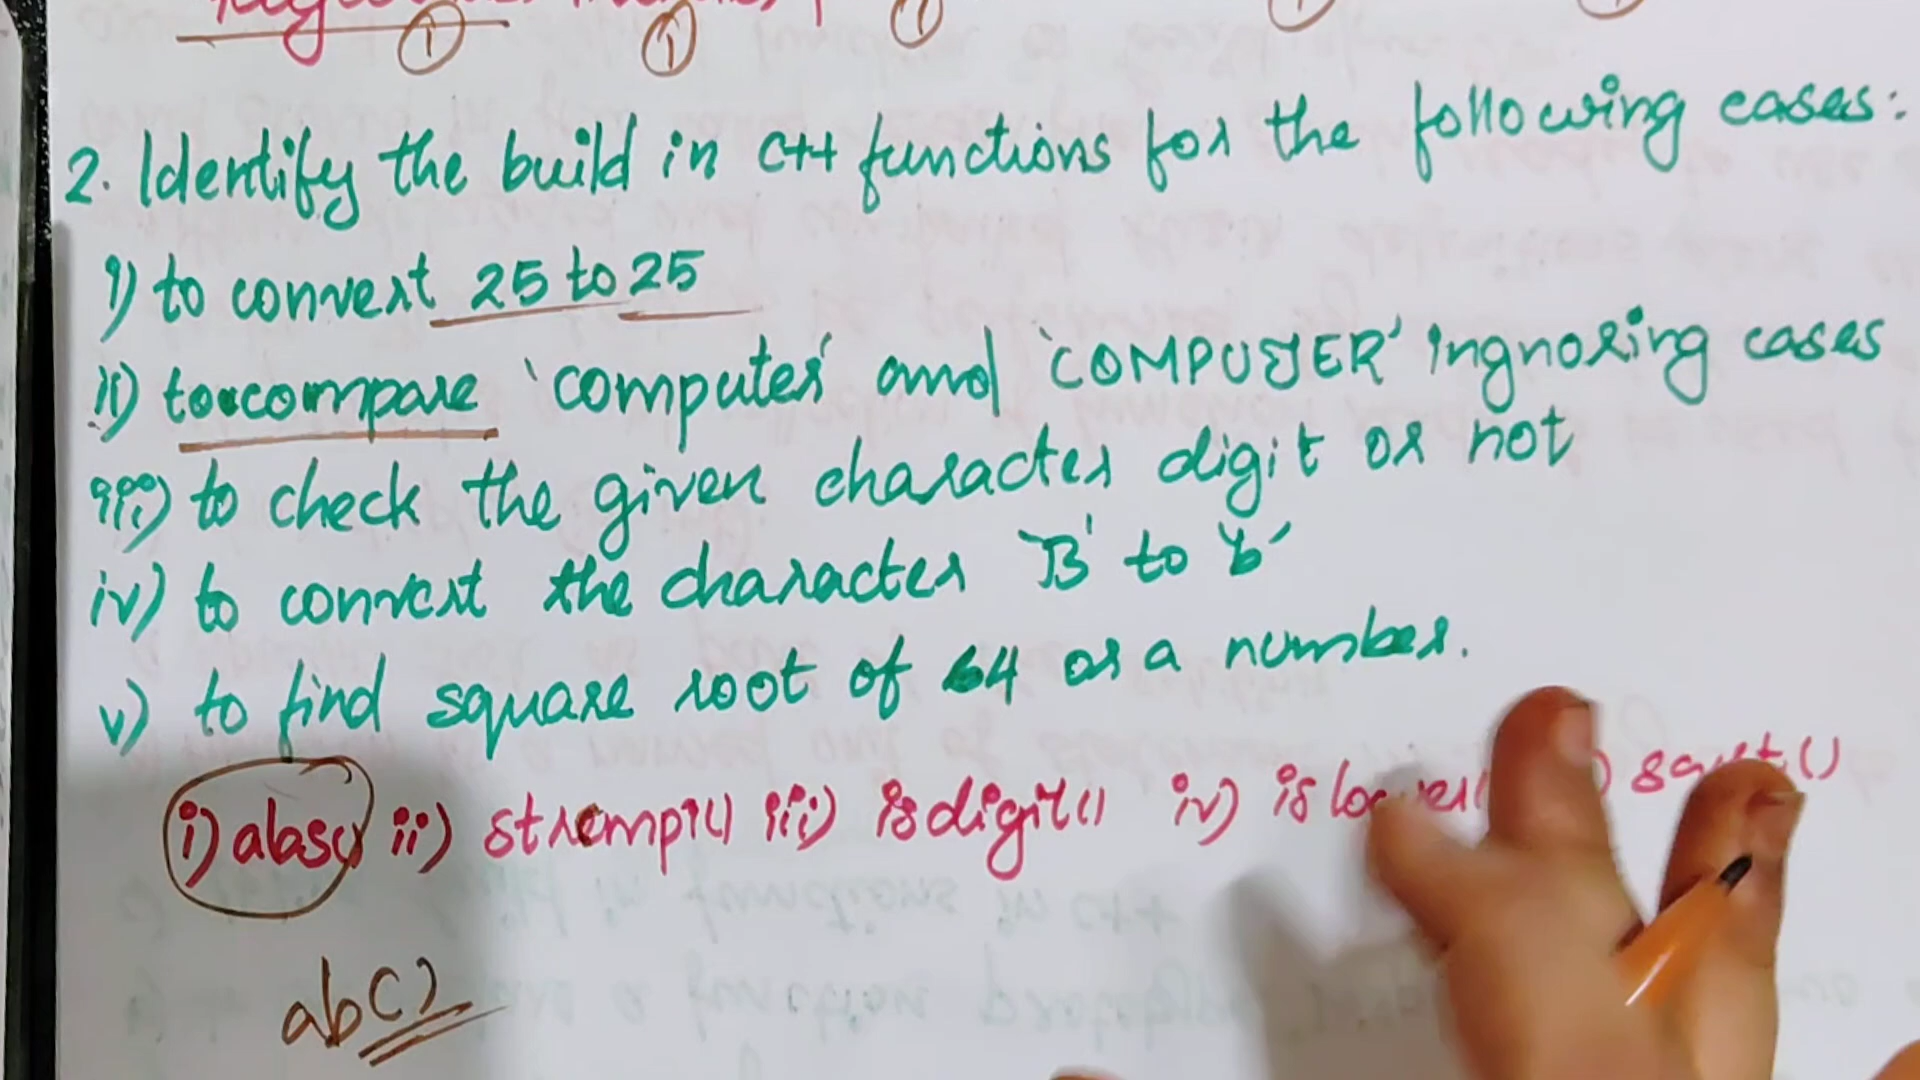 2. Identify the build in C++ functions for the following cases:
i) to convert 25 to 25
ii) to compare 'computer' and 'COMPUTER' ingnoring cases
iii) to check the given character digit or not
iv) to convert the character 'B' to 'b'
v) to find square root of 64 or a number.
i) abs() ii) strcmpi() iii) isdigit() iv) is
abc)